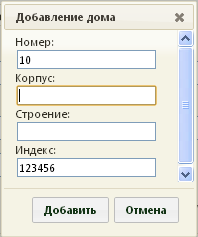 Добавление дома
Номер:
10
Корпус:
Строение:
Индекс:
123456
Добавить Отмена